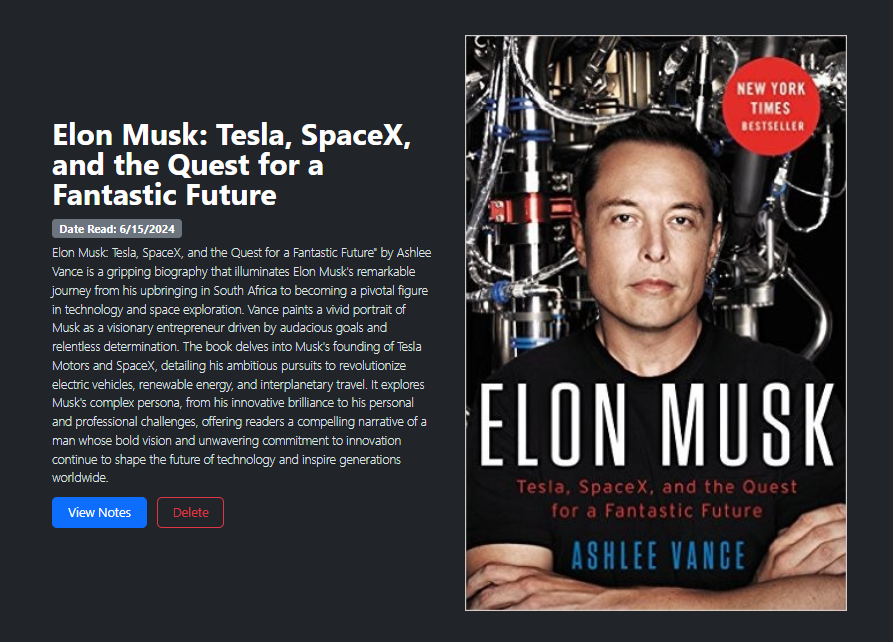 Elon Musk: Tesla, SpaceX,
and the Quest for a
Fantastic Future
Date Read: 6/15/2024
Elon Musk: Tesla, SpaceX, and the Quest for a Fantastic Future" by Ashlee
Vance is a gripping biography that illuminates Elon Musk's remarkable
journey from his upbringing in South Africa to becoming a pivotal figure
in technology and space exploration. Vance paints a vivid portrait of
Musk as a visionary entrepreneur driven by audacious goals and
relentless determination. The book delves into Musk's founding of Tesla
Motors and SpaceX, detailing his ambitious pursuits to revolutionize
electric vehicles, renewable energy, and interplanetary travel. It explores
Musk's complex persona, from his innovative brilliance to his personal
and professional challenges, offering readers a compelling narrative of a
man whose bold vision and unwavering commitment to innovation
continue to shape the future of technology and inspire generations
worldwide.
View Notes
Delete
NEW YORK
TIMES
BESTSELLER
ELON MUSK
Tesla, SpaceX, and the Quest
for a Fantastic Future
ASHLEE VANCE